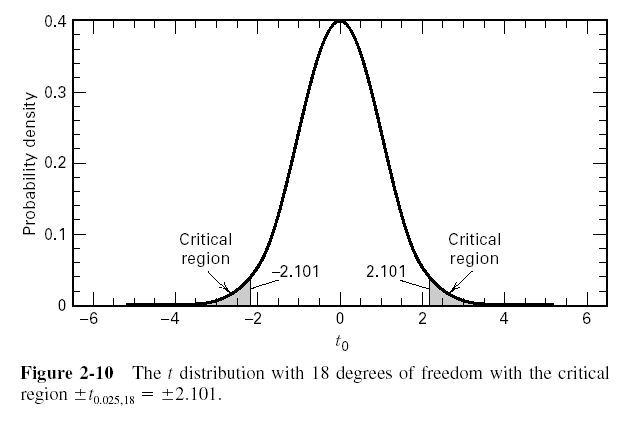 0.4
0.3
0.2
0.1
0
Probability density
Critical
region
−2.101
2.101
Critical
region
−6
−4
−2
0
2
4
6
t0
Figure 2-10 The t distribution with 18 degrees of freedom with the critical
region ±t0.025,18 = ±2.101.